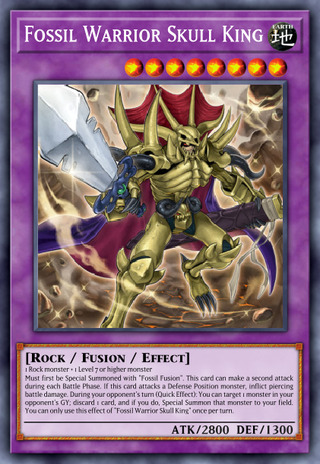 Fossil Warrior Skull King
EARTH
地
[Rock / Fusion / Effect]
1 Rock monster + 1 Level 7 or higher monster
Must first be Special Summoned with "Fossil Fusion". This card can make a second attack
during each Battle Phase. If this card attacks a Defense Position monster, inflict piercing
battle damage. During your opponent's turn (Quick Effect): You can target 1 monster in your
opponent's GY; discard 1 card, and if you do, Special Summon that monster to your field.
You can only use this effect of "Fossil Warrior Skull King" once per turn.
ATK/2800 DEF/1300